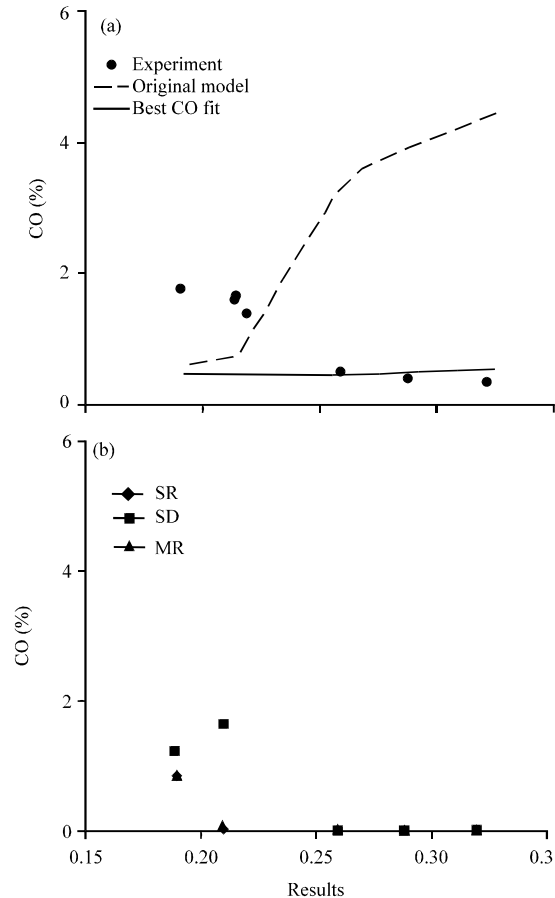 (a)
Experiment
Original model
Best CO fit
6
4
2
0
CO (%)
(b)
SR
SD
MR
6
4
2
0
CO (%)
0.15 0.20 0.25 0.30 0.3
Results